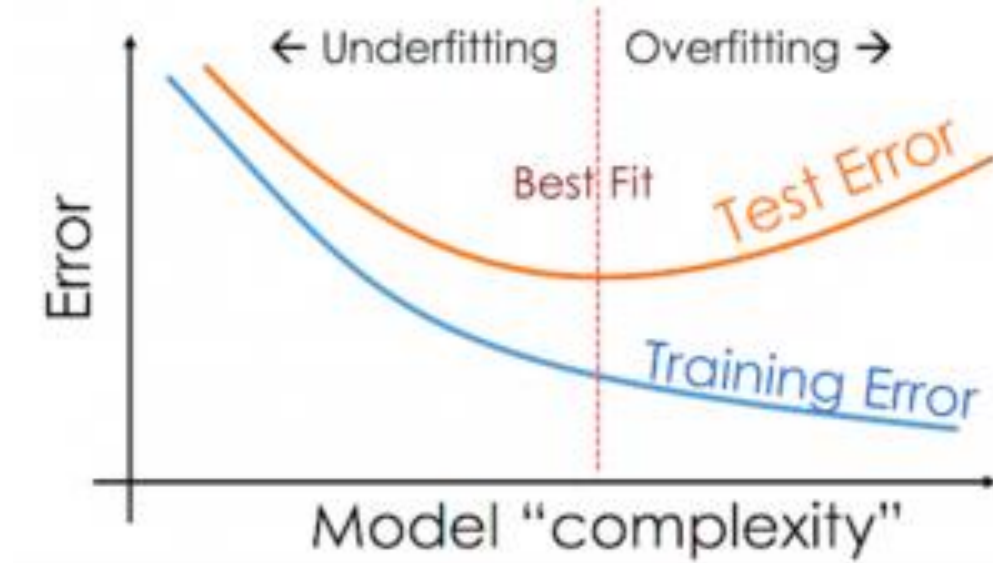 ← Underfitting
Overfitting →
Best Fit
Test Error
Training Error
Error
Model “complexity”